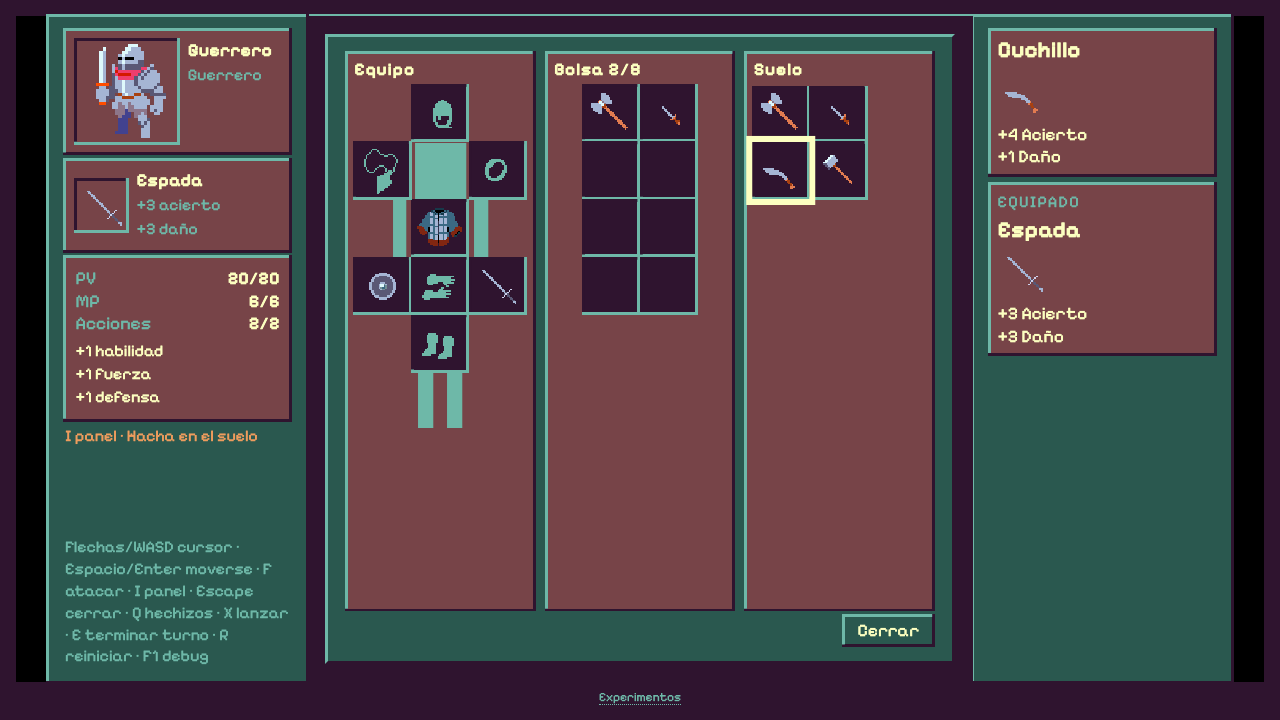 Guerrero
Guerrero
Espada
+3 acierto
+3 daño
PV 80/80
MP 6/6
Acciones 2/2
+1 habilidad
+1 fuerza
+1 defensa
I panel · Hacha en el suelo
Flechas/WASD cursor ·
Espacio/Enter moverse · F
atacar · I panel · Escape
cerrar · Q hechizos · X lanzar
· E terminar turno · R
reiniciar · F1 debug
Equipo
Bolsa 2/8
Suelo
Cerrar
Cuchillo
+4 Acierto
+1 Daño
EQUIPADO
Espada
+3 Acierto
+3 Daño
Experimentos